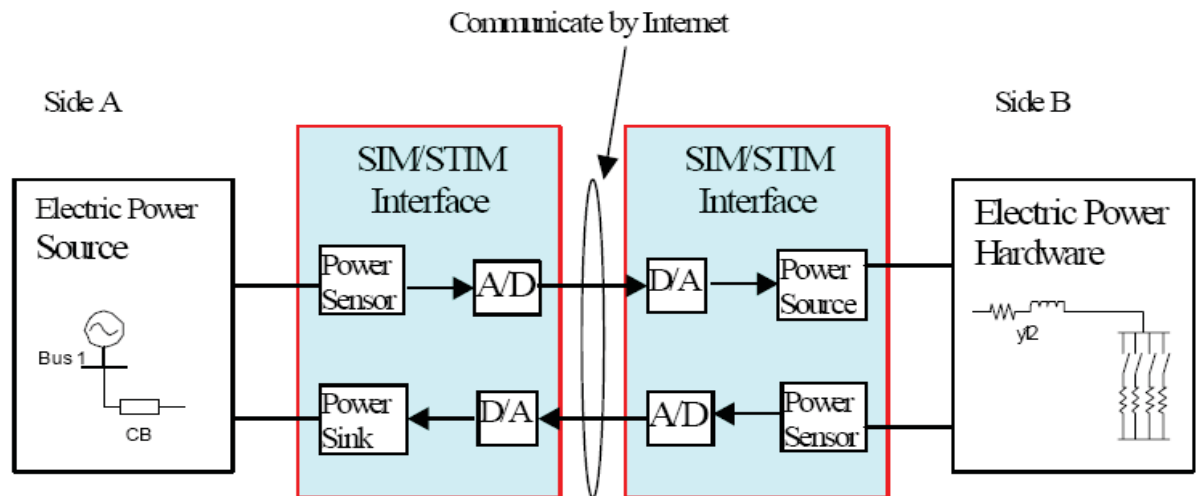 Communicate by Internet
Side A
Side B
SIM/STIM
Interface
SIM/STIM
Interface
Electric Power
Source
Electric Power
Hardware
Power
Sensor
A/D
D/A
Power
Source
Bus 1
CB
yl2
Power
Sink
D/A
A/D
Power
Sensor